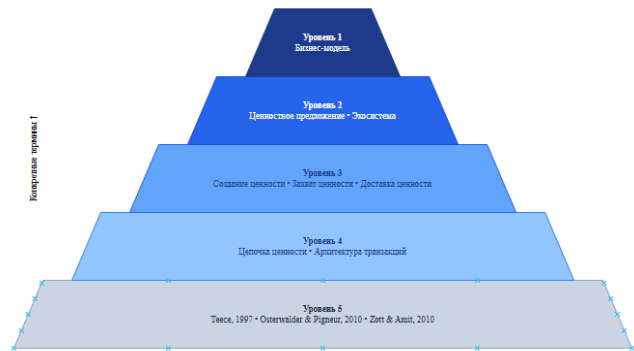 Уровень 1
Бизнес-модель
Уровень 2
Ценностное предложение • Экосистема
Конкретные термины ↑
Уровень 3
Создание ценности • Захват ценности • Доставка ценности
Уровень 4
Цепочка ценности • Архитектура транзакций
Уровень 5
Teece, 1997 • Osterwalder & Pigneur, 2010 • Zott & Amit, 2010